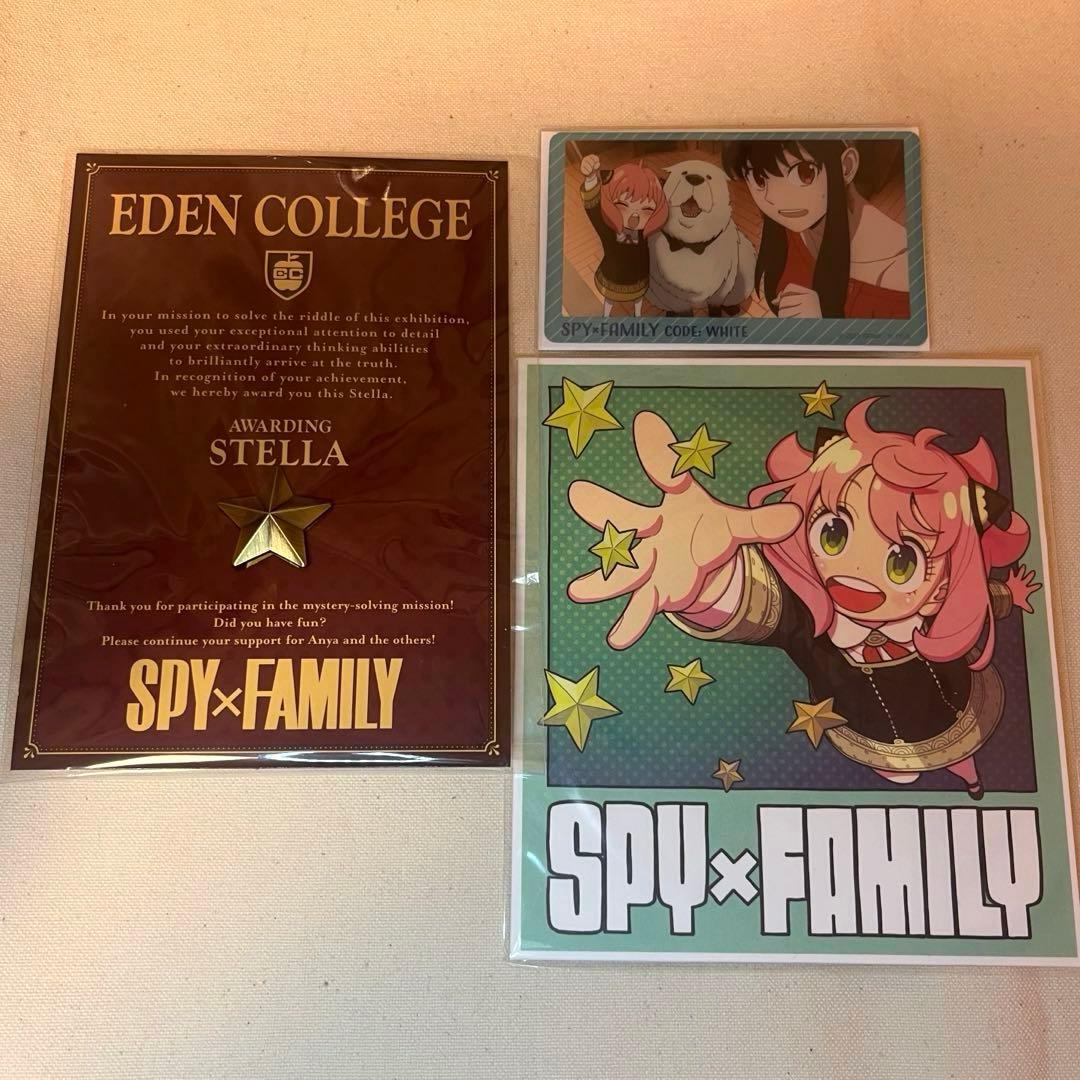 EDEN COLLEGE
EC
In your mission to solve the riddle of this exhibition,
you used your exceptional attention to detail
and your extraordinary thinking abilities
to brilliantly arrive at the truth.
In recognition of your achievement,
we hereby award you this Stella.
AWARDING
STELLA
Thank you for participating in the mystery-solving mission!
Did you have fun?
Please continue your support for Anya and the others!
SPY×FAMILY
SPY×FAMILY CODE: WHITE
SPY×FAMILY